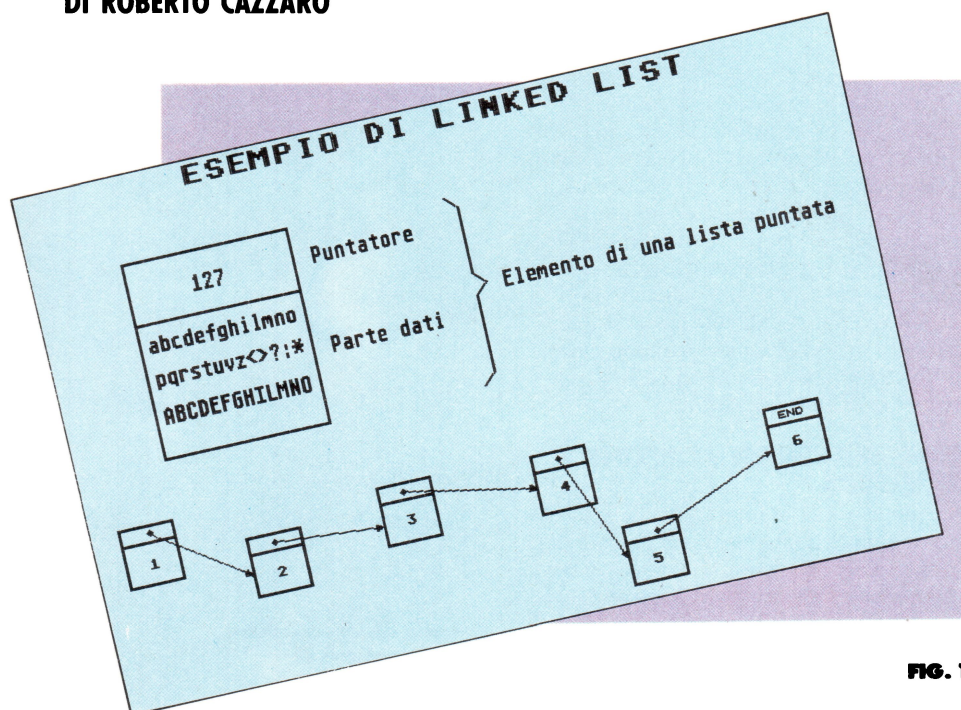 DI ROBERTO CAZZARO
ESEMPIO DI LINKED LIST
127
Puntatore
abcdefghilmno
pqrstuvz<>?;*
ABCDEFGHILMNO
Parte dati
Elemento di una lista puntata
1
2
3
4
5
END
6
FIG. 1